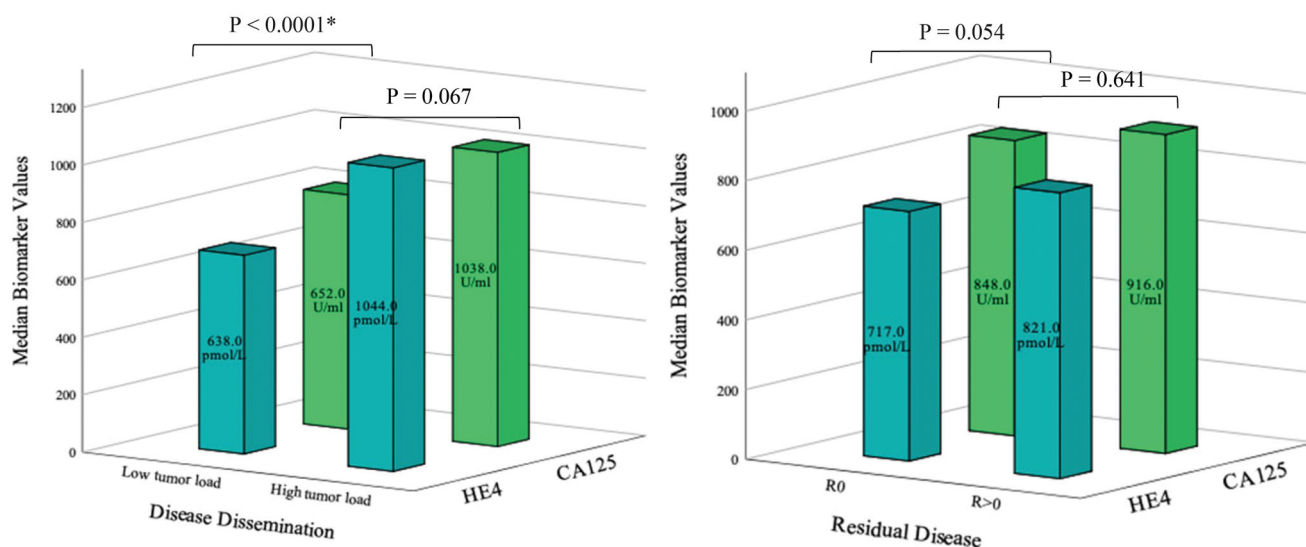 P < 0.0001*
P = 0.067
Median Biomarker Values
1200
1000
800
600
400
200
0
638.0
pmol/L
652.0
U/ml
1044.0
pmol/L
1038.0
U/ml
Low tumor load
High tumor load
HE4
CA125
Disease Dissemination
P = 0.054
P = 0.641
Median Biomarker Values
1000
800
600
400
200
0
717.0
pmol/L
848.0
U/ml
821.0
pmol/L
916.0
U/ml
R0
R>0
HE4
CA125
Residual Disease